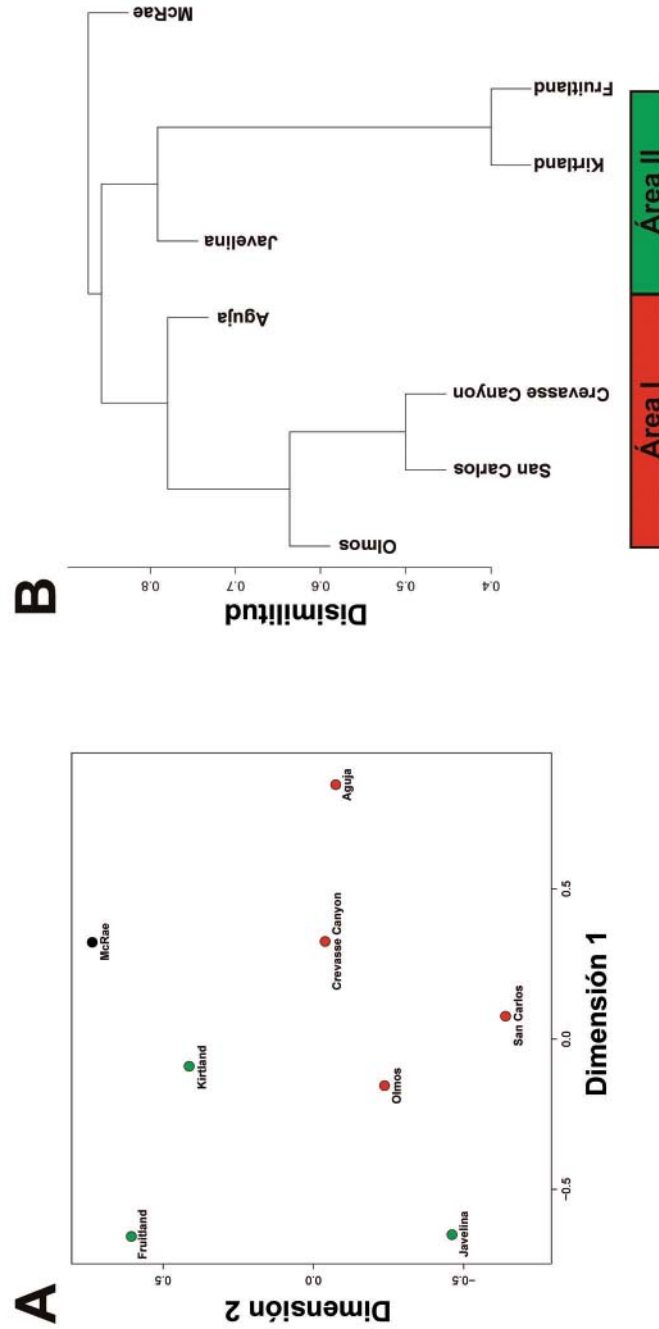 A
Dimensión 2
0.5
0.0
−0.5
Fruitland
Kirtland
McRae
Crevasse Canyon
Aguja
Olmos
San Carlos
Javelina
−0.5
0.0
0.5
Dimensión 1
B
Disimilitud
0.8
0.7
0.6
0.5
0.4
McRae
Javelina
Aguja
Fruitland
Kirtland
Crevasse Canyon
San Carlos
Olmos
Área I
Área II